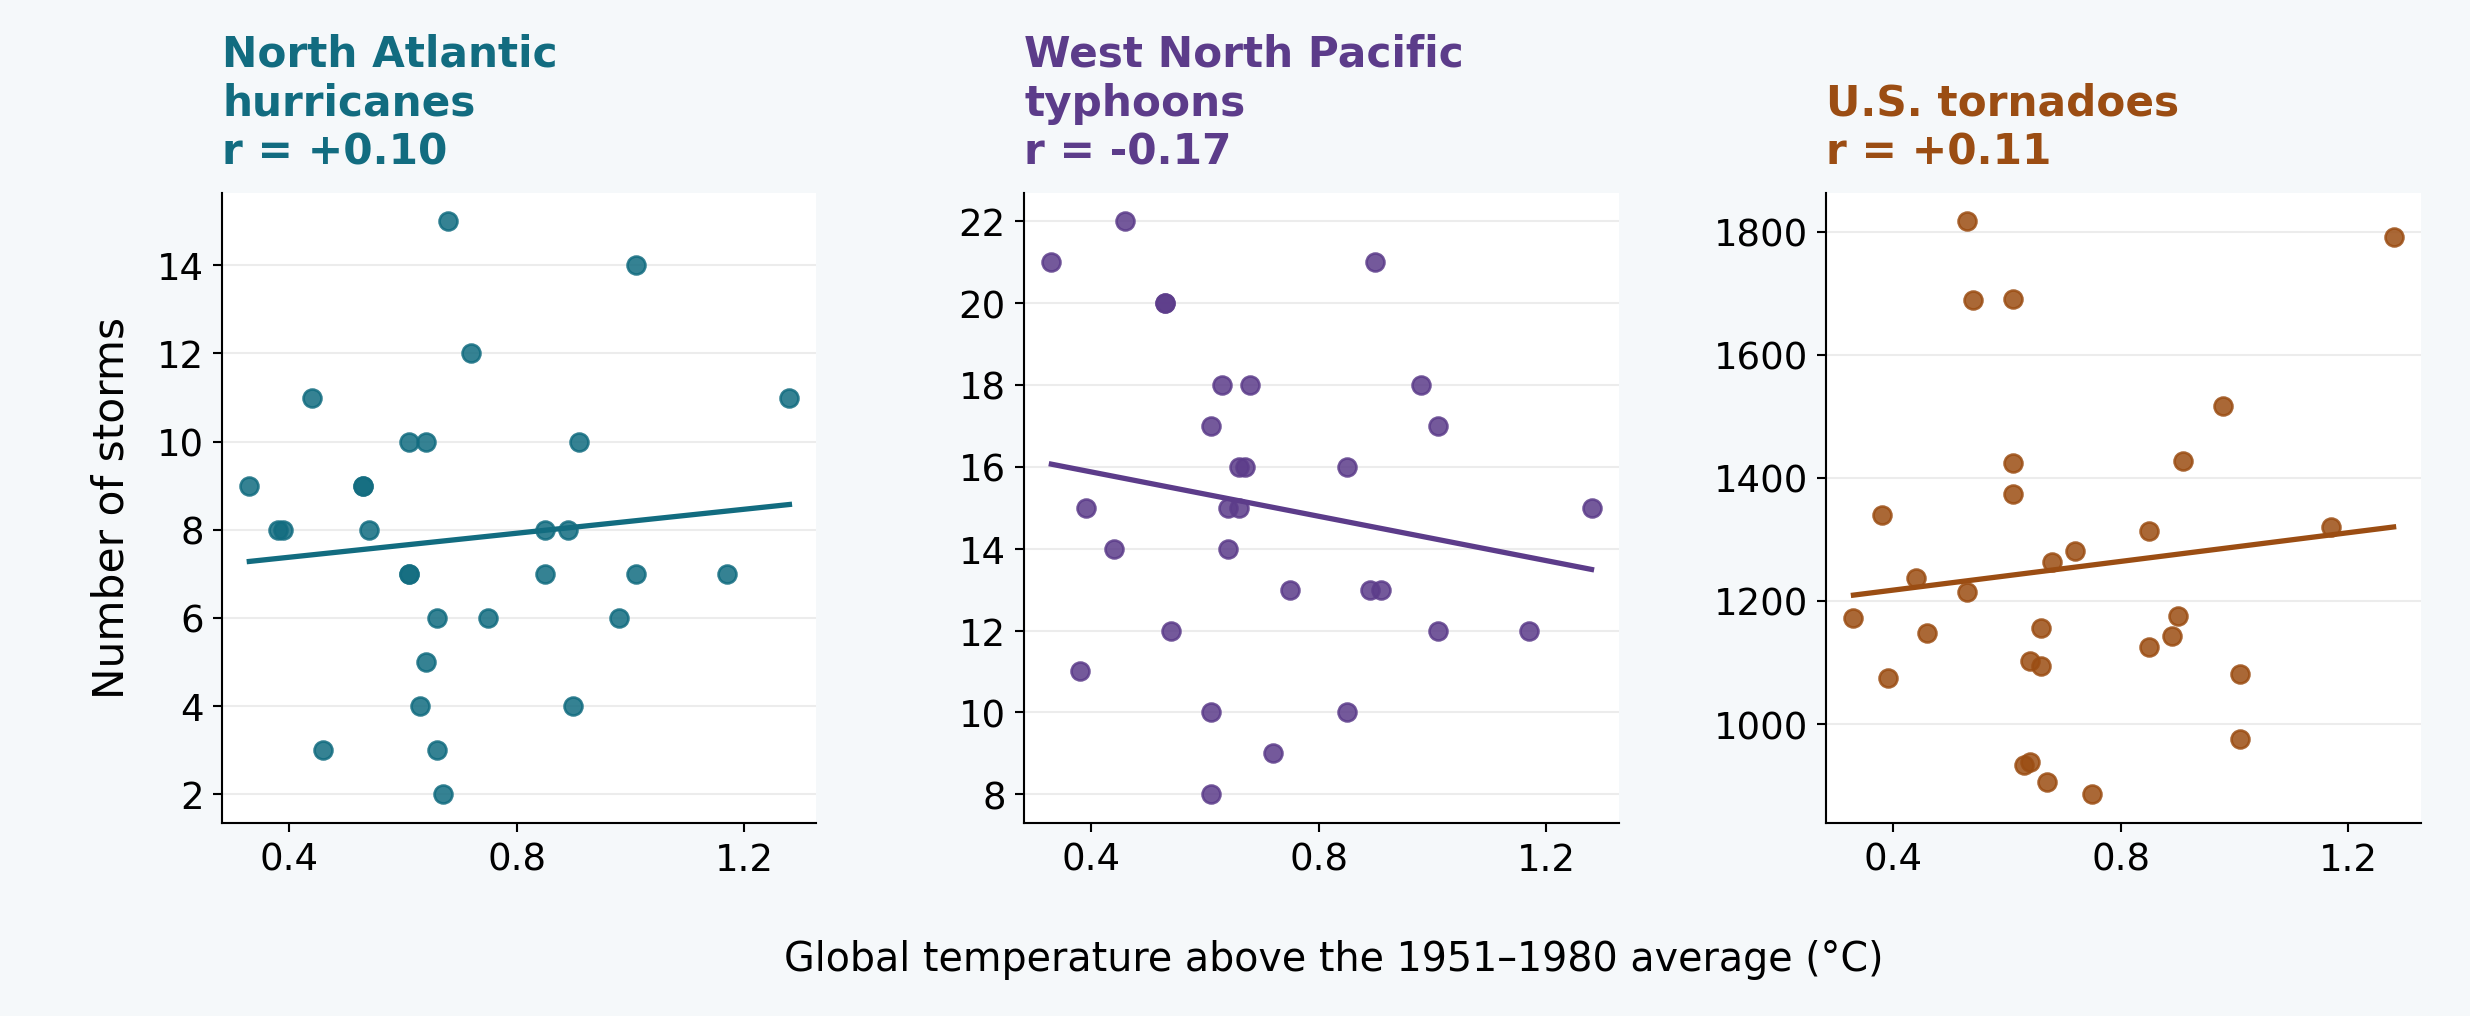 North Atlantic
hurricanes
r = +0.10
West North Pacific
typhoons
r = -0.17
U.S. tornadoes
r = +0.11
Number of storms
14
12
10
8
6
4
2
0.4
0.8
1.2
22
20
18
16
14
12
10
8
0.4
0.8
1.2
1800
1600
1400
1200
1000
0.4
0.8
1.2
Global temperature above the 1951–1980 average (°C)